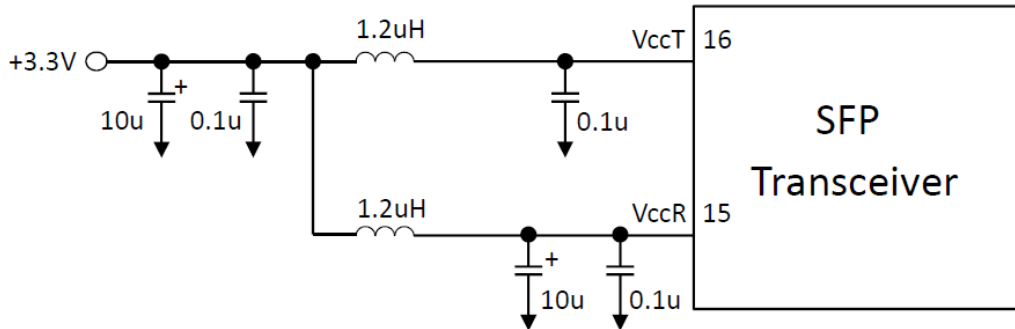 +3.3V
1.2uH
VccT 16
+
10u
0.1u
0.1u
SFP
Transceiver
1.2uH
VccR 15
+
10u
0.1u